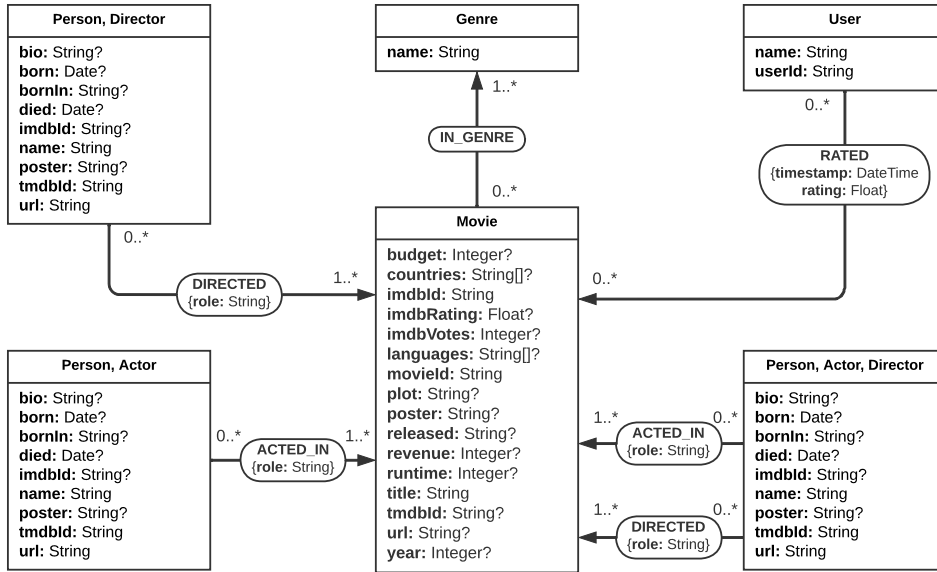 Person, Director
bio: String?
born: Date?
bornIn: String?
died: Date?
imdbId: String?
name: String
poster: String?
tmdbId: String
url: String
Genre
name: String
User
name: String
userId: String
1..*
IN_GENRE
0..*
0..*
RATED
{timestamp: DateTime
rating: Float}
0..*
0..*
DIRECTED
{role: String}
1..*
Movie
budget: Integer?
countries: String[]?
imdbId: String
imdbRating: Float?
imdbVotes: Integer?
languages: String[]?
movieId: String
plot: String?
poster: String?
released: String?
revenue: Integer?
runtime: Integer?
title: String
tmdbId: String?
url: String?
year: Integer?
Person, Actor
bio: String?
born: Date?
bornIn: String?
died: Date?
imdbId: String?
name: String
poster: String?
tmdbId: String
url: String
0..*
ACTED_IN
{role: String}
1..*
1..*
ACTED_IN
{role: String}
0..*
1..*
DIRECTED
{role: String}
0..*
Person, Actor, Director
bio: String?
born: Date?
bornIn: String?
died: Date?
imdbId: String?
name: String
poster: String?
tmdbId: String
url: String